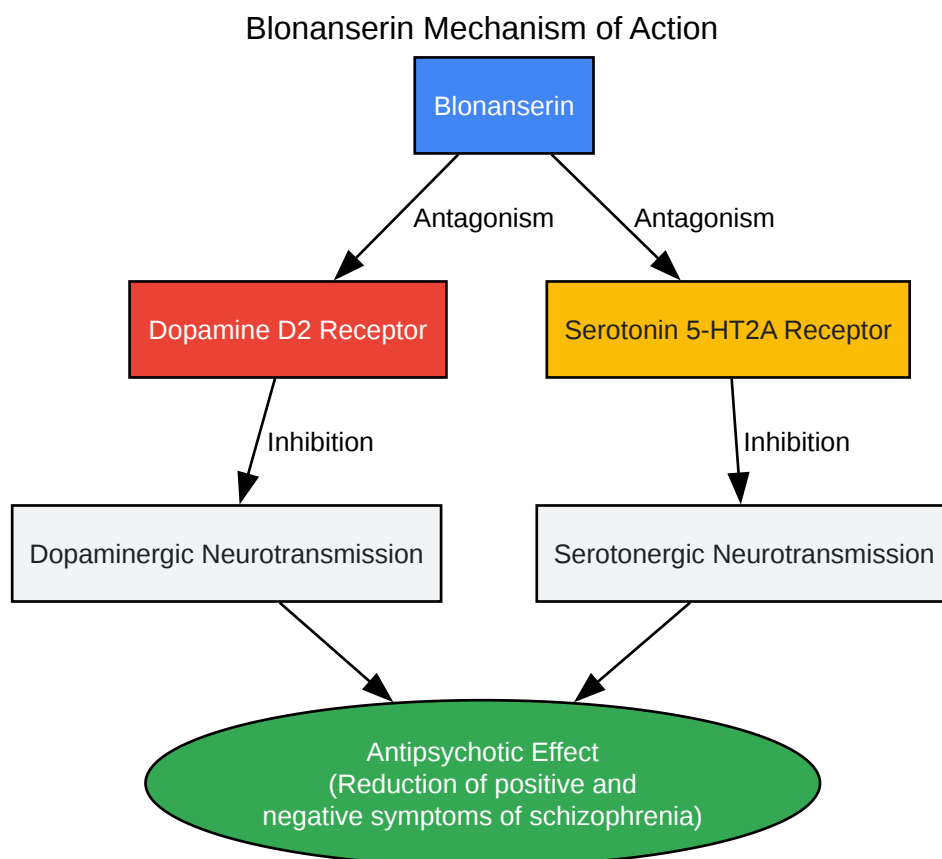 Blonanserin Mechanism of Action
Blonanserin
Antagonism
Antagonism
Dopamine D2 Receptor
Serotonin 5-HT2A Receptor
Inhibition
Inhibition
Dopaminergic Neurotransmission
Serotonergic Neurotransmission
Antipsychotic Effect
(Reduction of positive and
negative symptoms of schizophrenia)